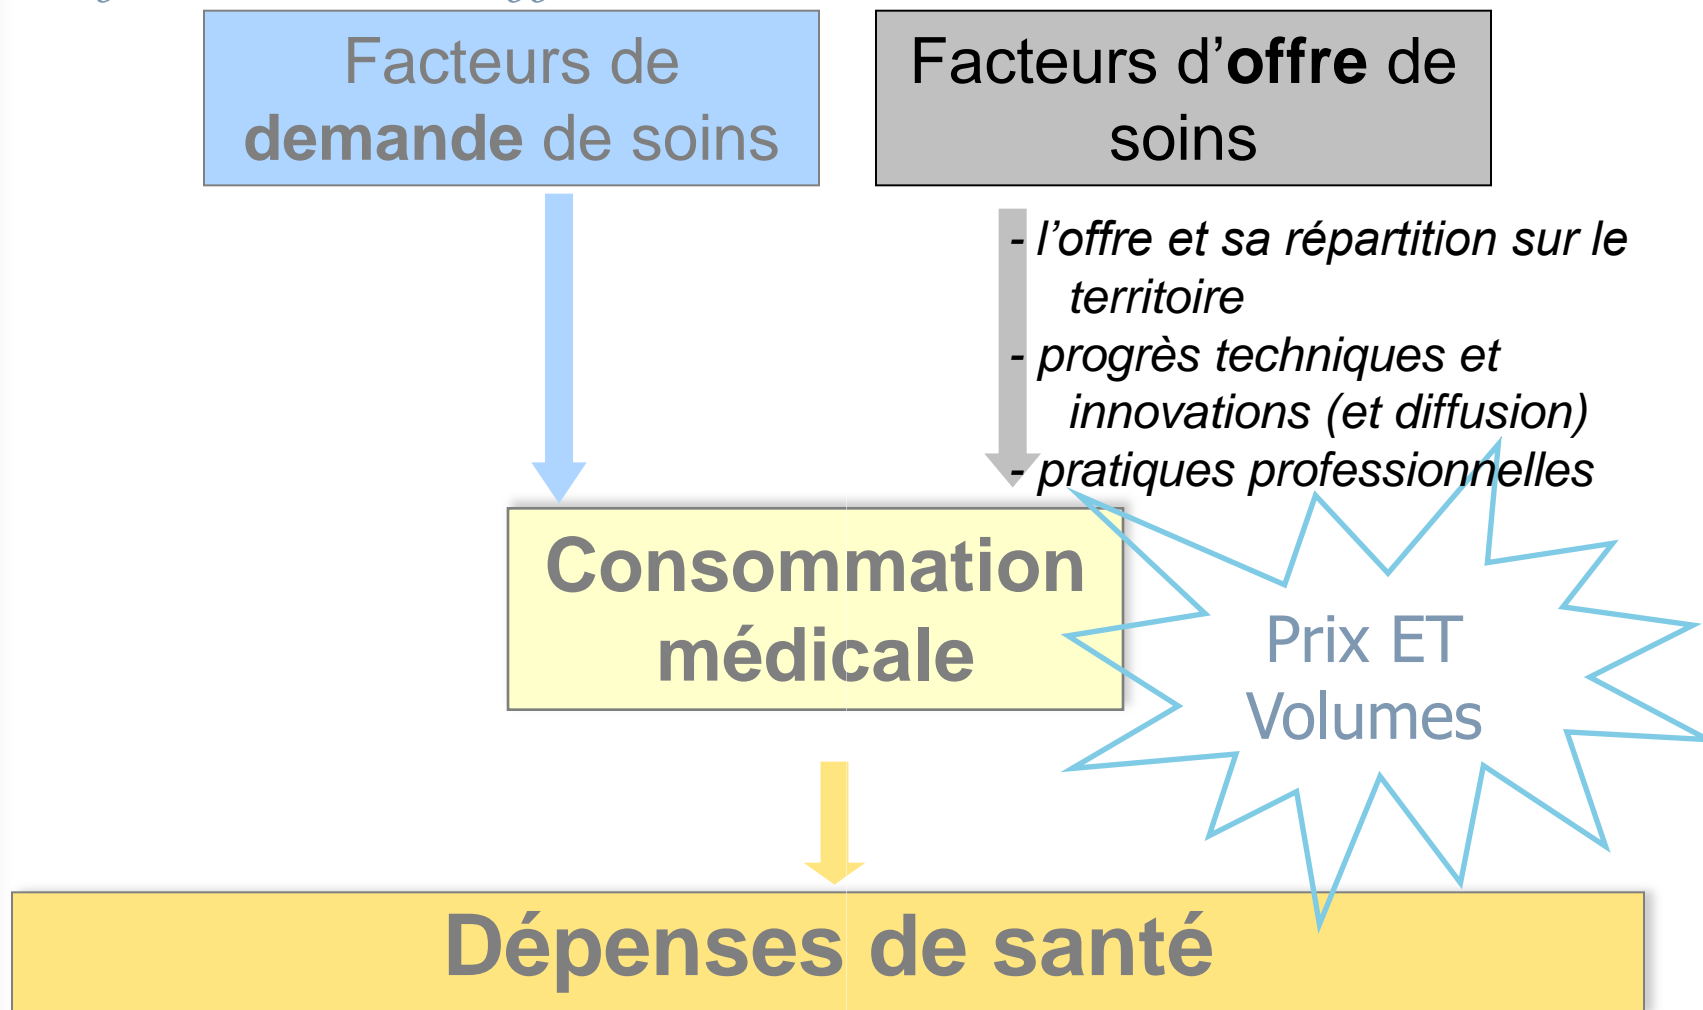 Facteurs de
demande de soins
Facteurs d’offre de
soins
- l’offre et sa répartition sur le
territoire
- progrès techniques et
innovations (et diffusion)
- pratiques professionnelles
Consommation
médicale
Prix ET
Volumes
Dépenses de santé